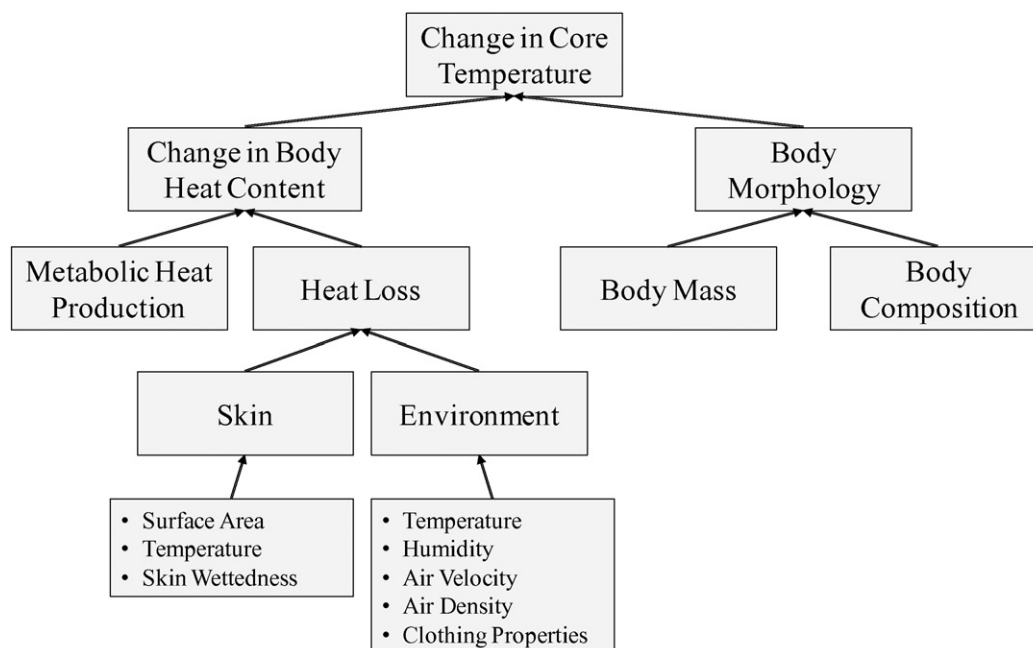 Change in Core
Temperature
Change in Body
Heat Content
Body
Morphology
Metabolic Heat
Production
Heat Loss
Body Mass
Body
Composition
Skin
Environment
• Surface Area
• Temperature
• Skin Wettedness
• Temperature
• Humidity
• Air Velocity
• Air Density
• Clothing Properties